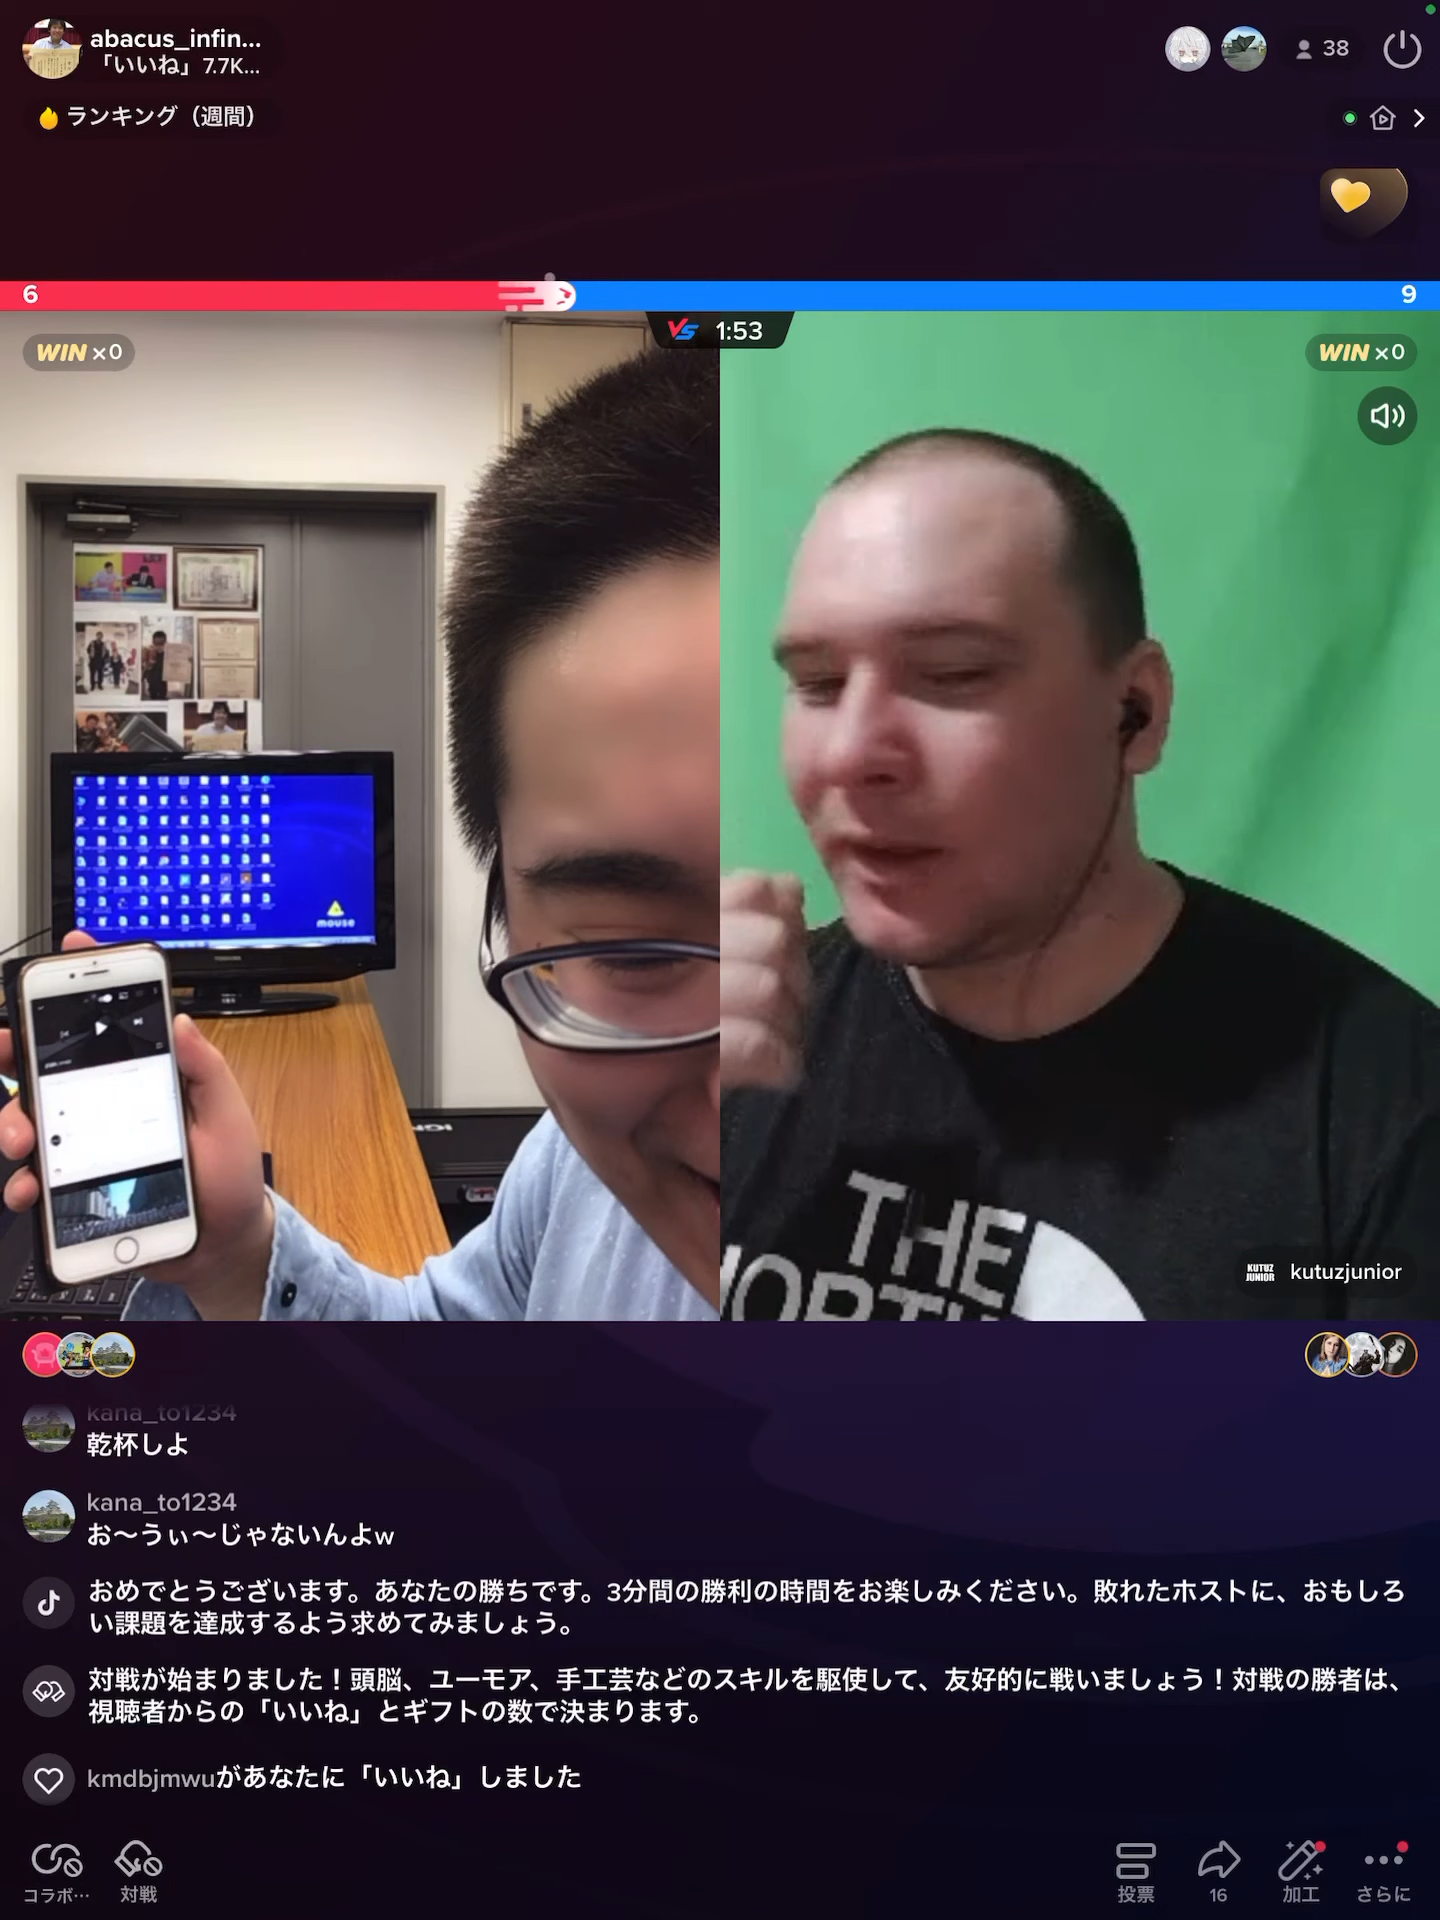 abacus_infin...
「いいね」7.7K...
38
ランキング（週間）
6
9
VS 1:53
WIN ×0
WIN ×0
mouse
TOSHIBA
THE
NORTH
KUTUZ
JUNIOR
kutuzjunior
kana_to1234
乾杯しよ
kana_to1234
お〜うぃ〜じゃないんよw
おめでとうございます。あなたの勝ちです。3分間の勝利の時間をお楽しみください。敗れたホストに、おもしろ
い課題を達成するよう求めてみましょう。
対戦が始まりました！頭脳、ユーモア、手工芸などのスキルを駆使して、友好的に戦いましょう！対戦の勝者は、
視聴者からの「いいね」とギフトの数で決まります。
kmdbjmwuがあなたに「いいね」しました
コラボ…
対戦
投票
16
加工
さらに